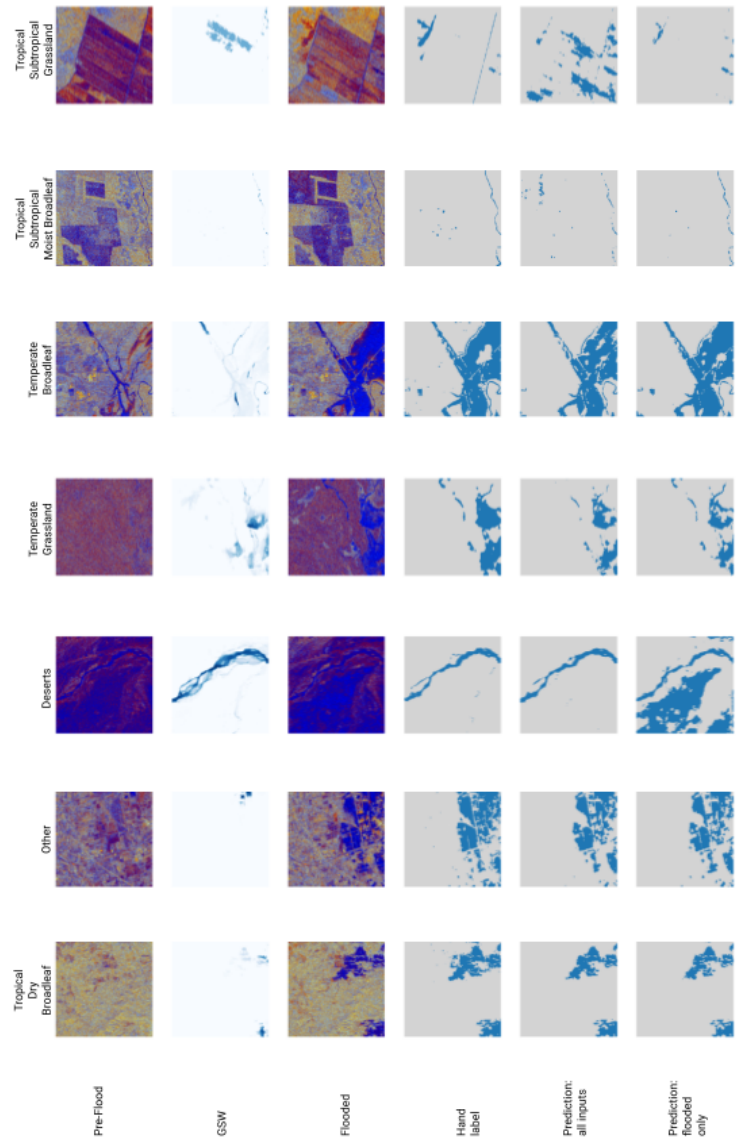 Tropical
Subtropical
Grassland
Tropical
Subtropical
Moist Broadleaf
Temperate
Broadleaf
Temperate
Grassland
Deserts
Other
Tropical
Dry
Broadleaf
Pre-Flood
GSW
Flooded
Hand
label
Prediction:
all inputs
Prediction:
flooded
only